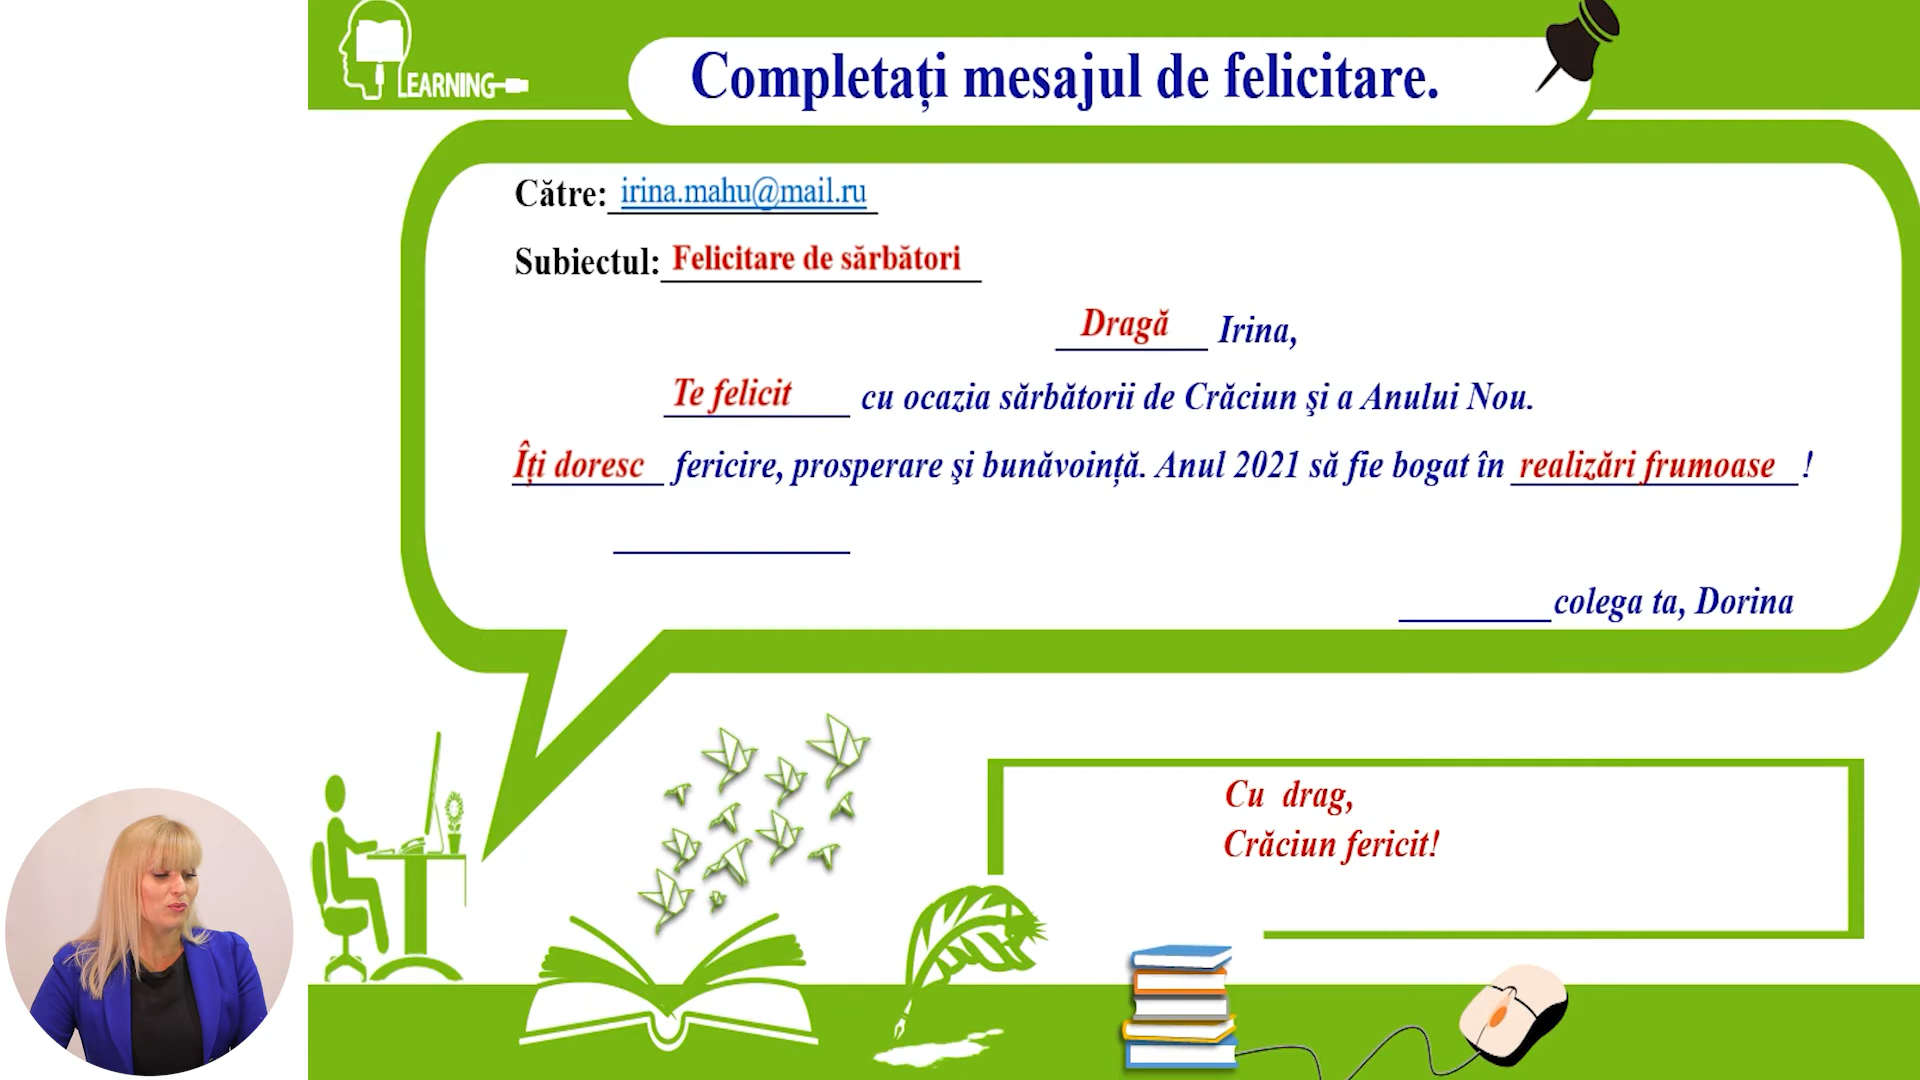 LEARNING
Completați mesajul de felicitare.
Către: irina.mahu@mail.ru
Subiectul: Felicitare de sărbători
Dragă Irina,
Te felicit cu ocazia sărbătorii de Crăciun şi a Anului Nou.
Îți doresc fericire, prosperare şi bunăvoință. Anul 2021 să fie bogat în realizări frumoase !
colega ta, Dorina
Cu drag,
Crăciun fericit!